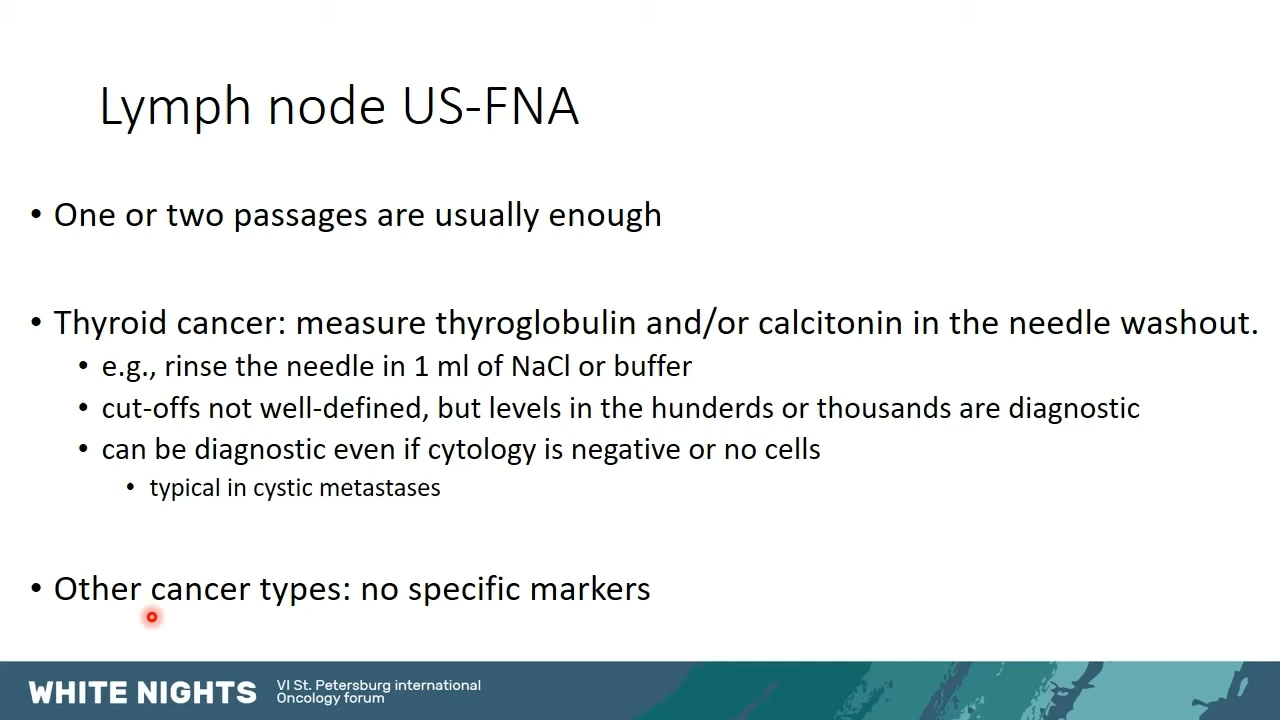 Lymph node US-FNA
• One or two passages are usually enough
• Thyroid cancer: measure thyroglobulin and/or calcitonin in the needle washout.
• e.g., rinse the needle in 1 ml of NaCl or buffer
• cut-offs not well-defined, but levels in the hunderds or thousands are diagnostic
• can be diagnostic even if cytology is negative or no cells
• typical in cystic metastases
• Other cancer types: no specific markers
WHITE NIGHTS
VI St. Petersburg international
Oncology forum